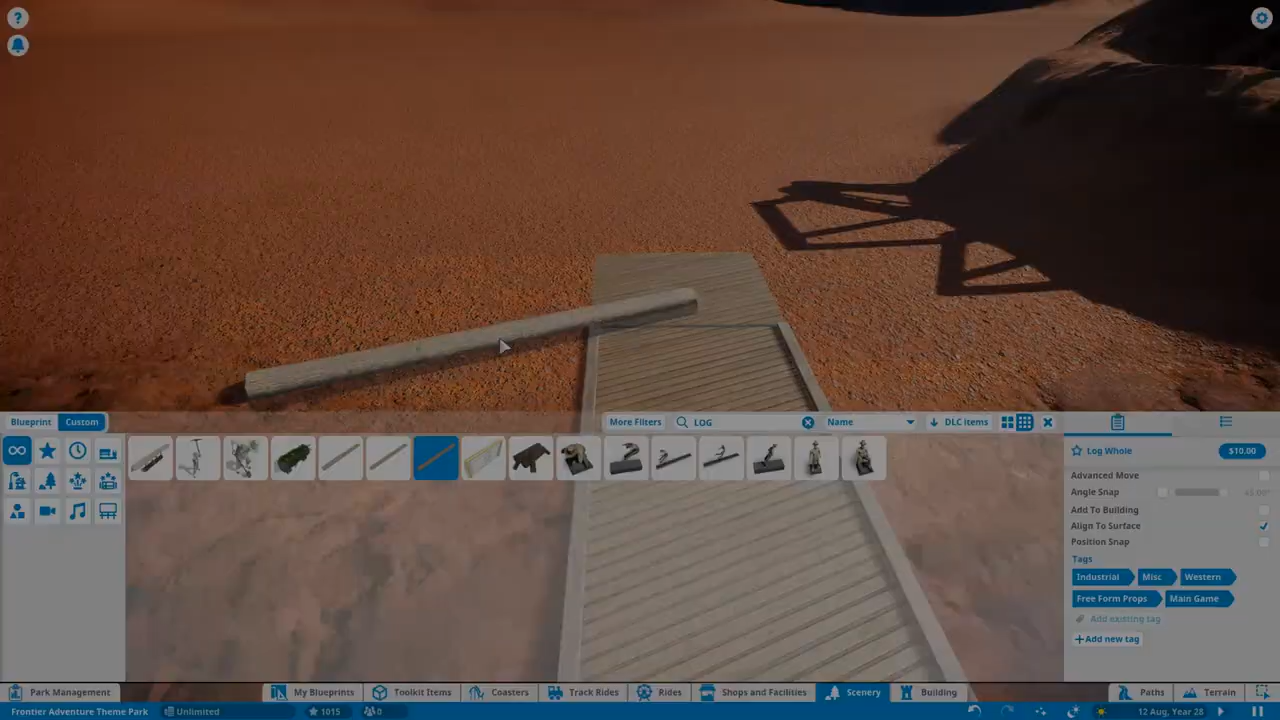 ?
Blueprint Custom More Filters LOG Name DLC items
Log Whole $10.00
Advanced Move
Angle Snap 45.00°
Add To Building
Align To Surface
Position Snap
Tags
Industrial Misc Western
Free Form Props Main Game
Add existing tag
+Add new tag
Park Management My Blueprints Toolkit Items Coasters Track Rides Rides Shops and Facilities Scenery Building Paths Terrain
Frontier Adventure Theme Park Unlimited 1015 0 12 Aug, Year 28